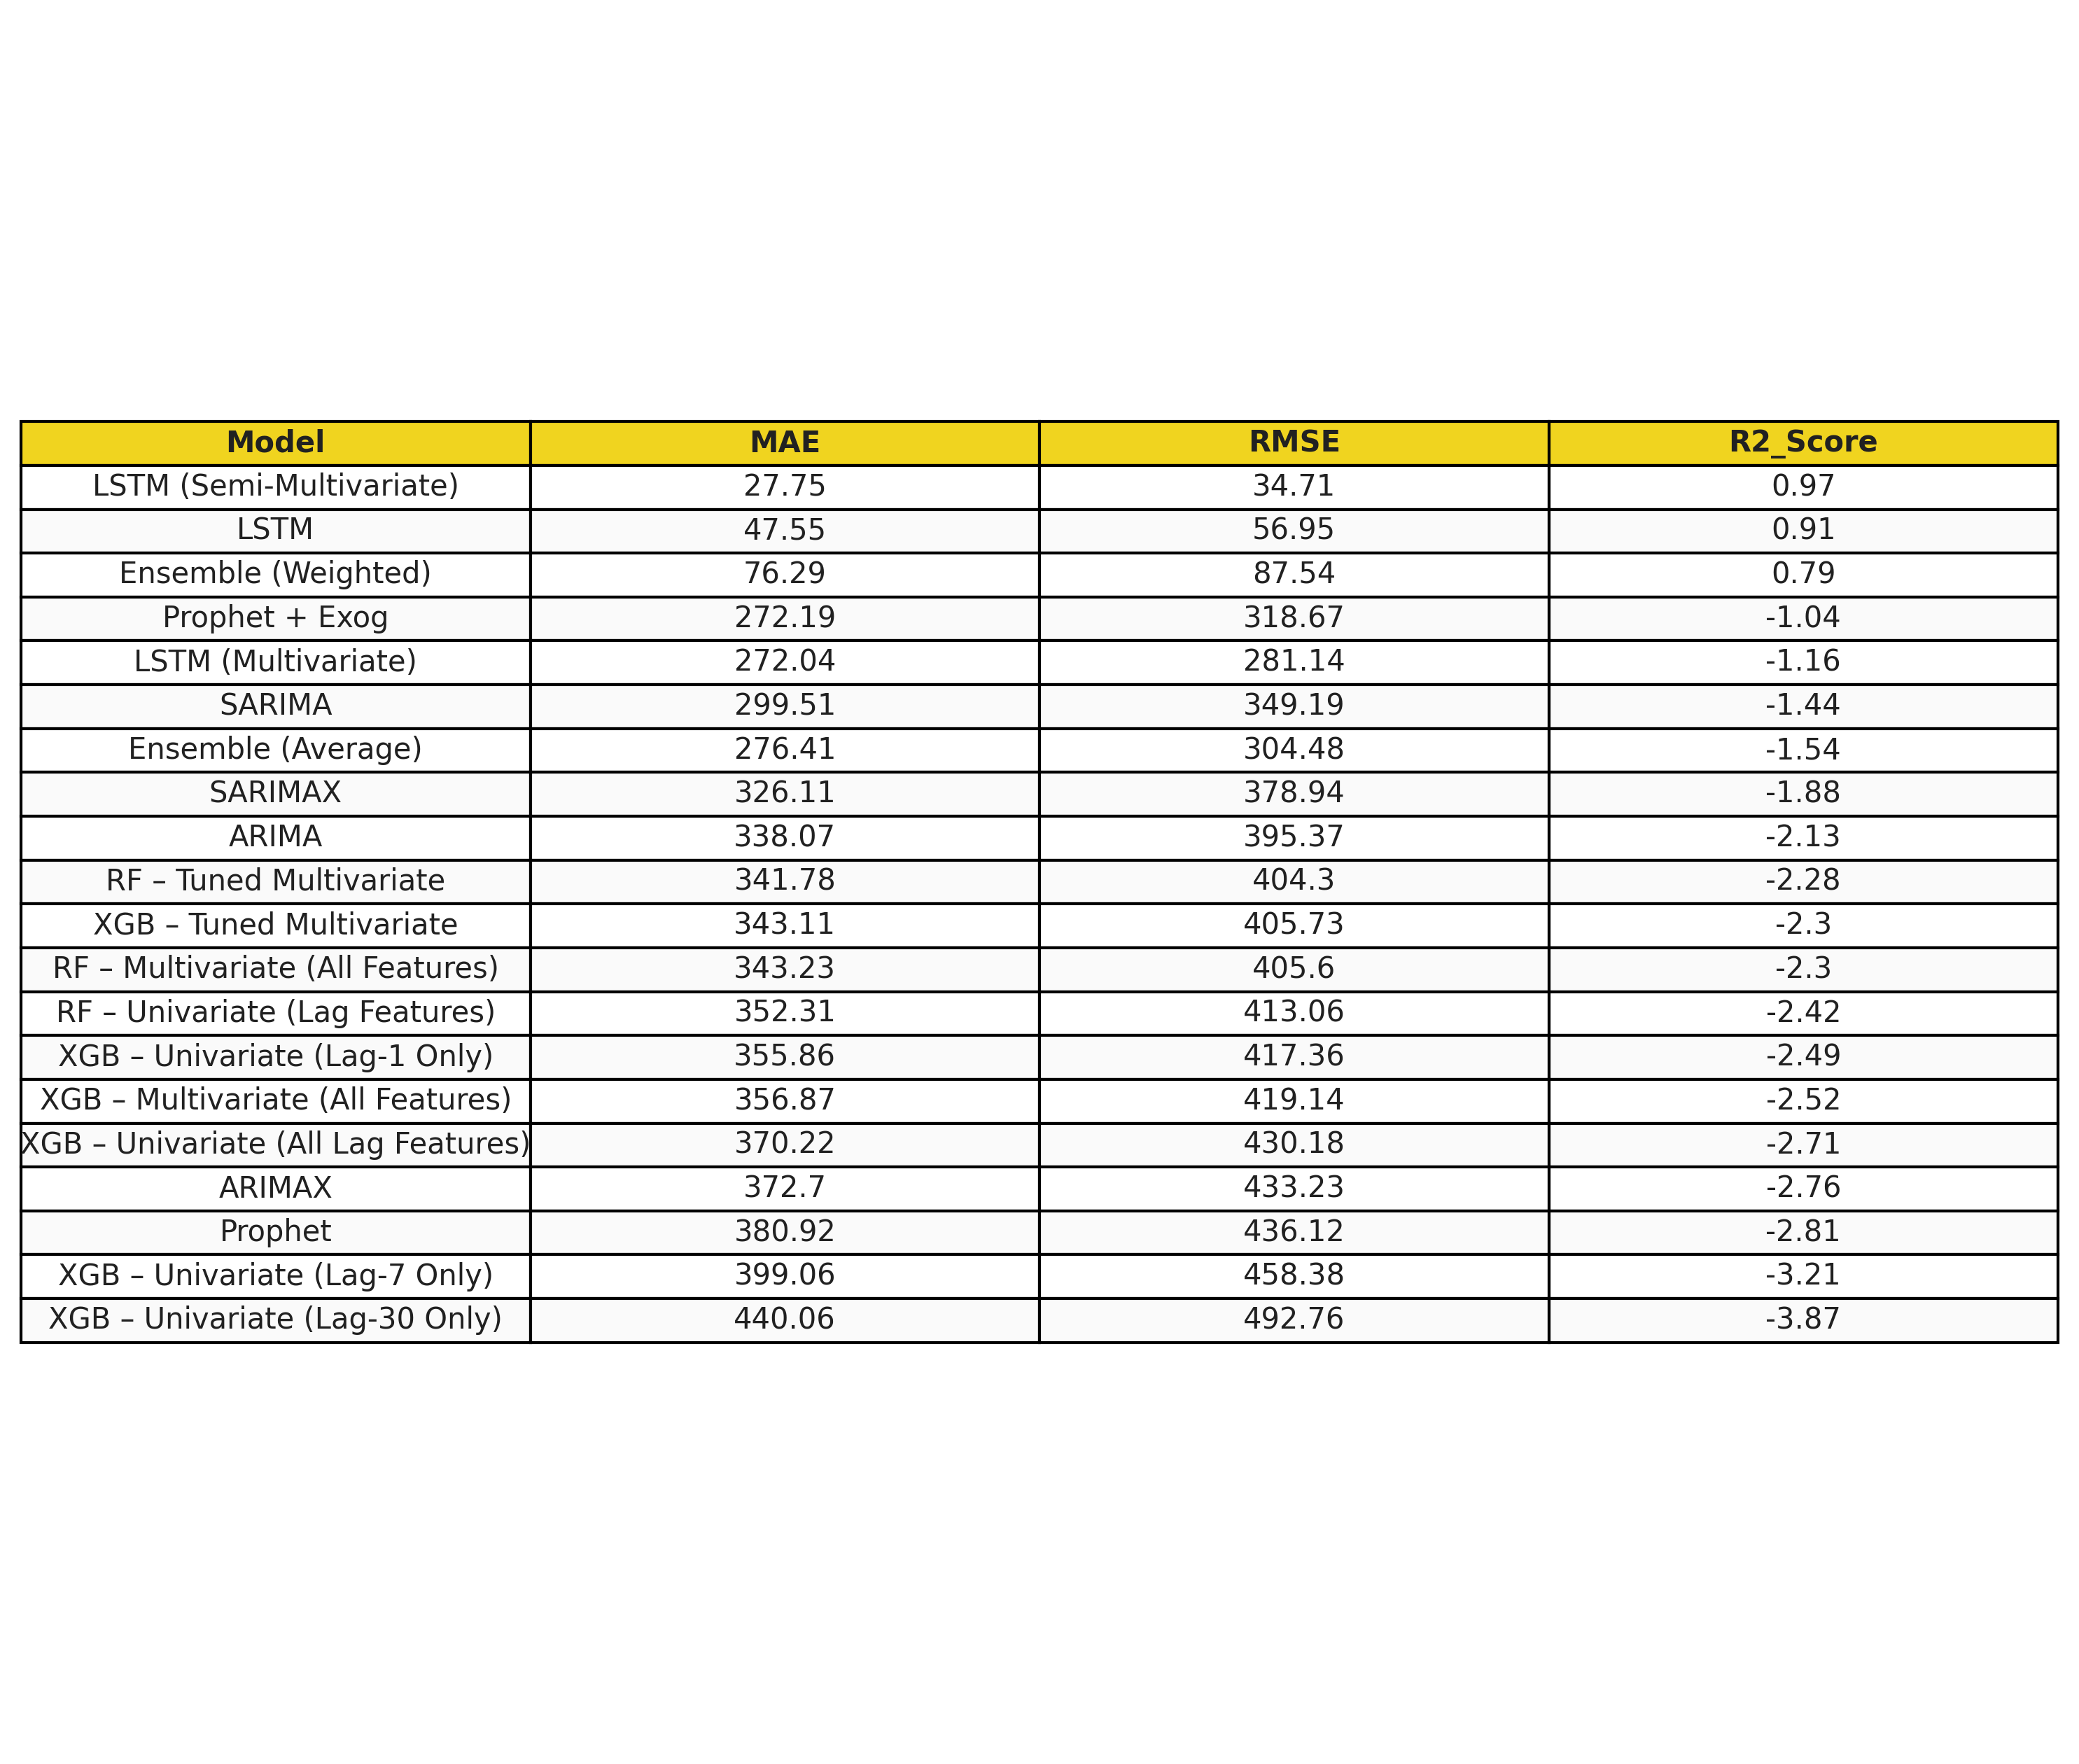 Model MAE RMSE R2_Score
LSTM (Semi-Multivariate) 27.75 34.71 0.97
LSTM 47.55 56.95 0.91
Ensemble (Weighted) 76.29 87.54 0.79
Prophet + Exog 272.19 318.67 -1.04
LSTM (Multivariate) 272.04 281.14 -1.16
SARIMA 299.51 349.19 -1.44
Ensemble (Average) 276.41 304.48 -1.54
SARIMAX 326.11 378.94 -1.88
ARIMA 338.07 395.37 -2.13
RF – Tuned Multivariate 341.78 404.3 -2.28
XGB – Tuned Multivariate 343.11 405.73 -2.3
RF – Multivariate (All Features) 343.23 405.6 -2.3
RF – Univariate (Lag Features) 352.31 413.06 -2.42
XGB – Univariate (Lag-1 Only) 355.86 417.36 -2.49
XGB – Multivariate (All Features) 356.87 419.14 -2.52
XGB – Univariate (All Lag Features) 370.22 430.18 -2.71
ARIMAX 372.7 433.23 -2.76
Prophet 380.92 436.12 -2.81
XGB – Univariate (Lag-7 Only) 399.06 458.38 -3.21
XGB – Univariate (Lag-30 Only) 440.06 492.76 -3.87